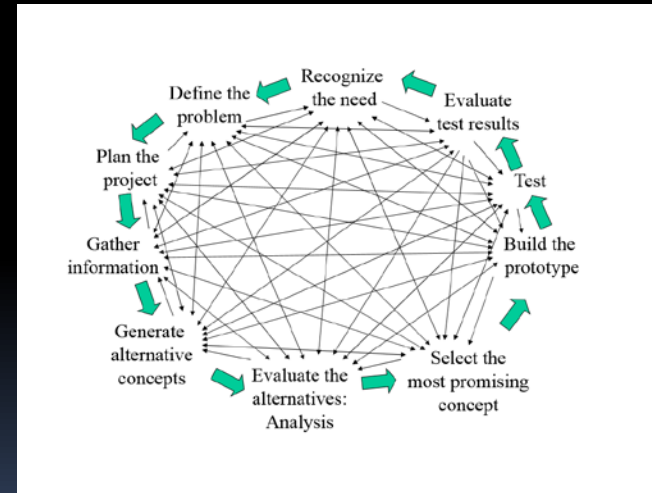 Recognize
the need
Define the
problem
Plan the
project
Gather
information
Generate
alternative
concepts
Evaluate the
alternatives:
Analysis
Select the
most promising
concept
Build the
prototype
Test
Evaluate
test results